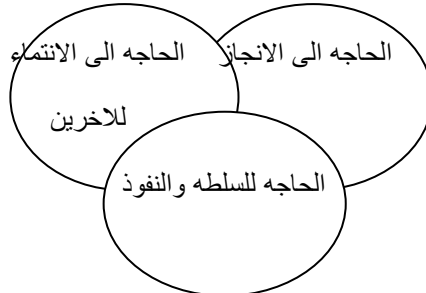 الحاجه الى الانجاز
الحاجه الى الانتماء
للاخرين
الحاجه للسلطه والنفوذ